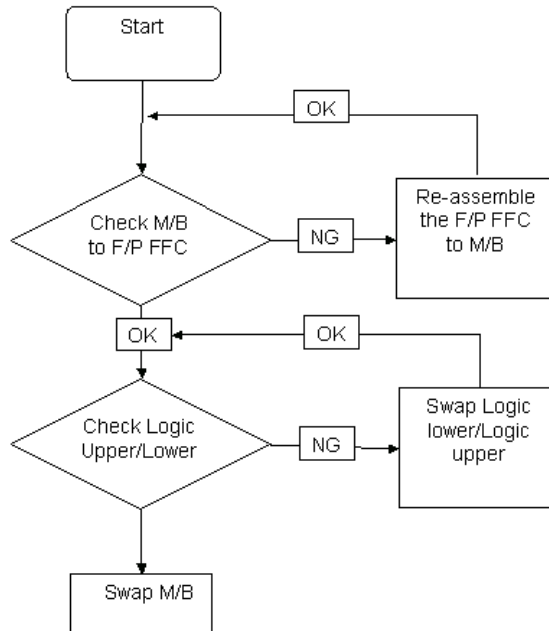 Start
OK
Check M/B
to F/P FFC
NG
Re-assemble
the F/P FFC
to M/B
OK
OK
Check Logic
Upper/Lower
NG
Swap Logic
lower/Logic
upper
Swap M/B